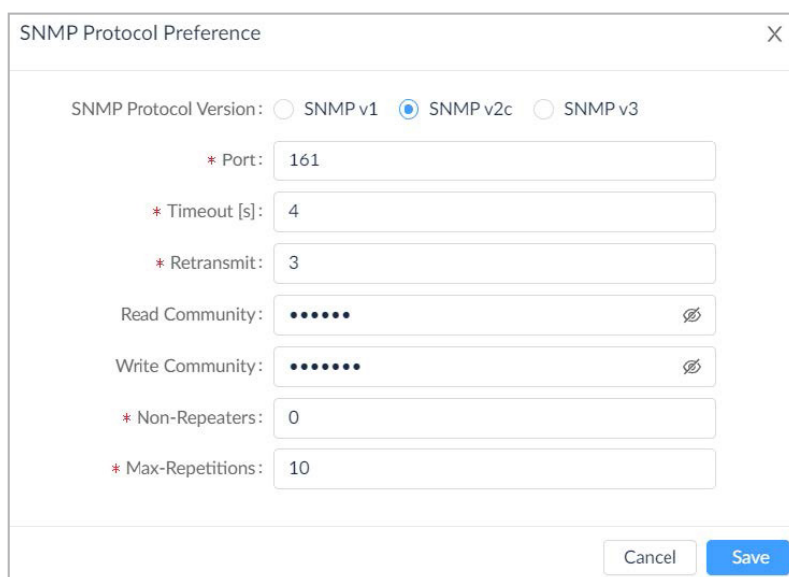 SNMP Protocol Preference X
SNMP Protocol Version: SNMP v1 SNMP v2c SNMP v3
* Port: 161
* Timeout [s]: 4
* Retransmit: 3
Read Community: ••••••
Write Community: •••••••
* Non-Repeaters: 0
* Max-Repetitions: 10
Cancel Save